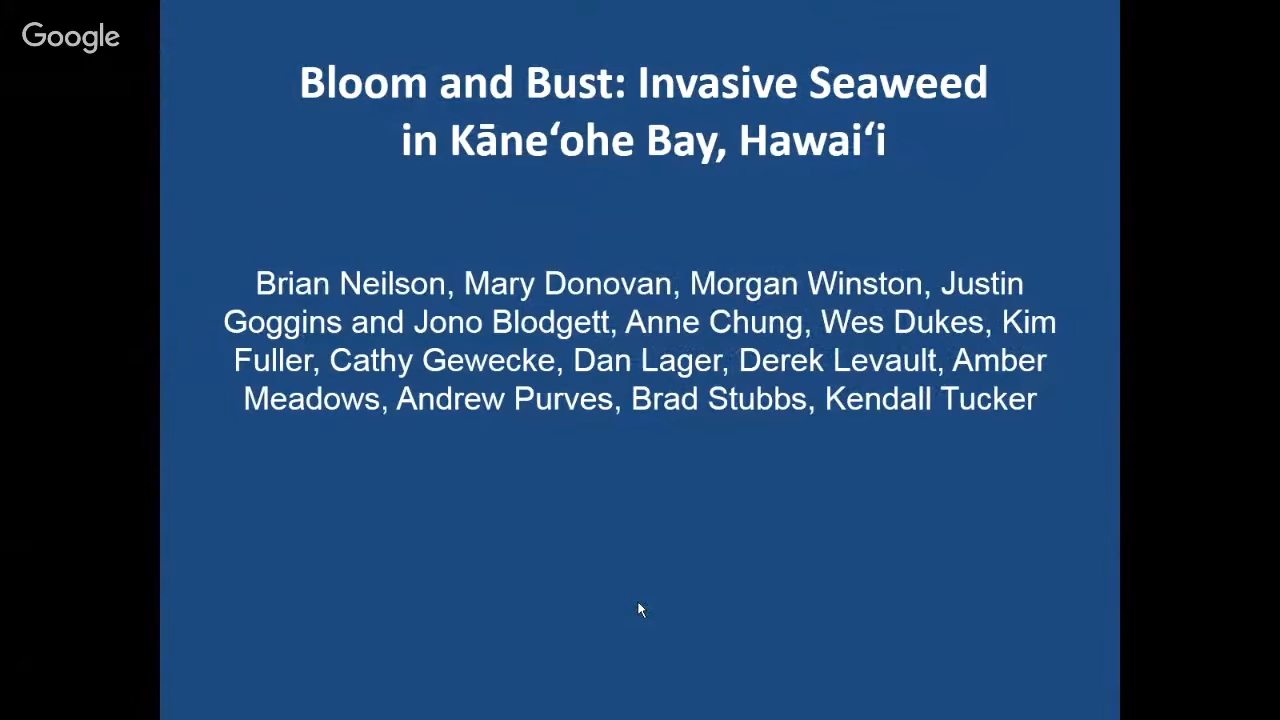 Google
Bloom and Bust: Invasive Seaweed
in Kāneʻohe Bay, Hawaiʻi
Brian Neilson, Mary Donovan, Morgan Winston, Justin
Goggins and Jono Blodgett, Anne Chung, Wes Dukes, Kim
Fuller, Cathy Gewecke, Dan Lager, Derek Levault, Amber
Meadows, Andrew Purves, Brad Stubbs, Kendall Tucker